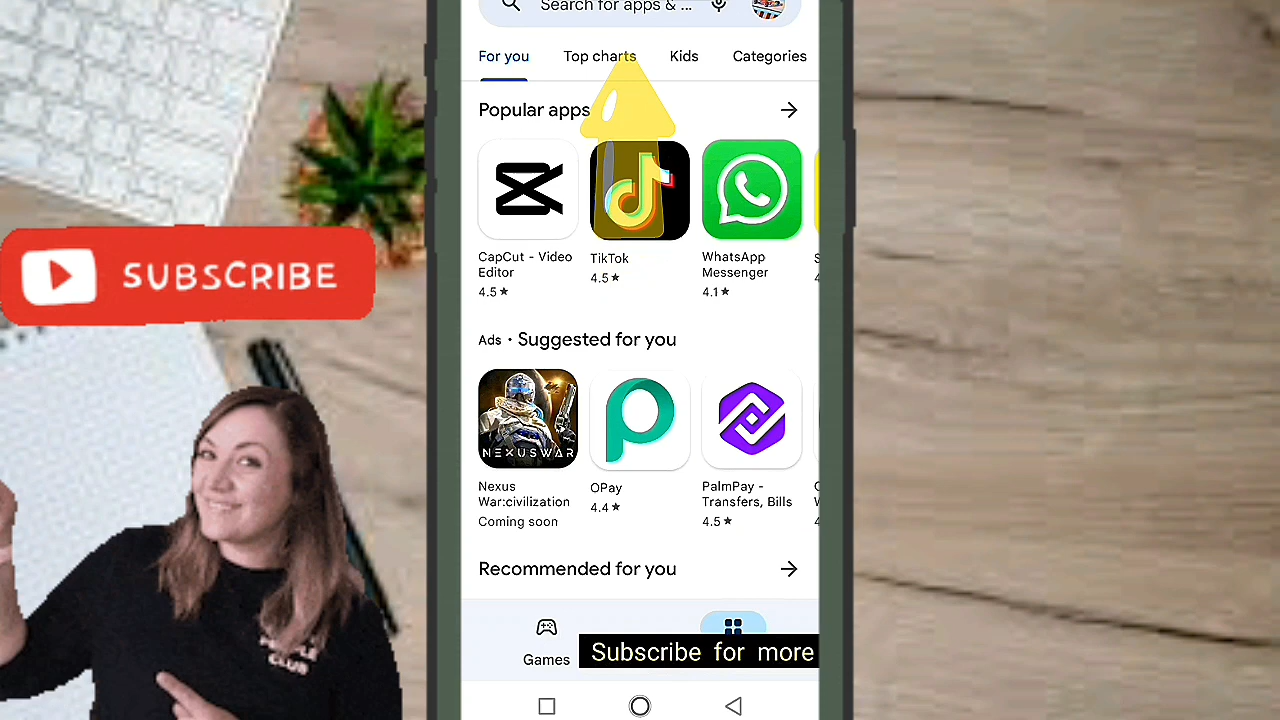 Search for apps & ...
For you
Top charts
Kids
Categories
Popular apps
CapCut - Video
Editor
4.5★
TikTok
4.5★
WhatsApp
Messenger
4.1★
SUBSCRIBE
Ads • Suggested for you
NEXUSWAR
Nexus
War:civilization
Coming soon
OPay
4.4★
PalmPay -
Transfers, Bills
4.5★
Recommended for you
Games
Subscribe for more
CLUB